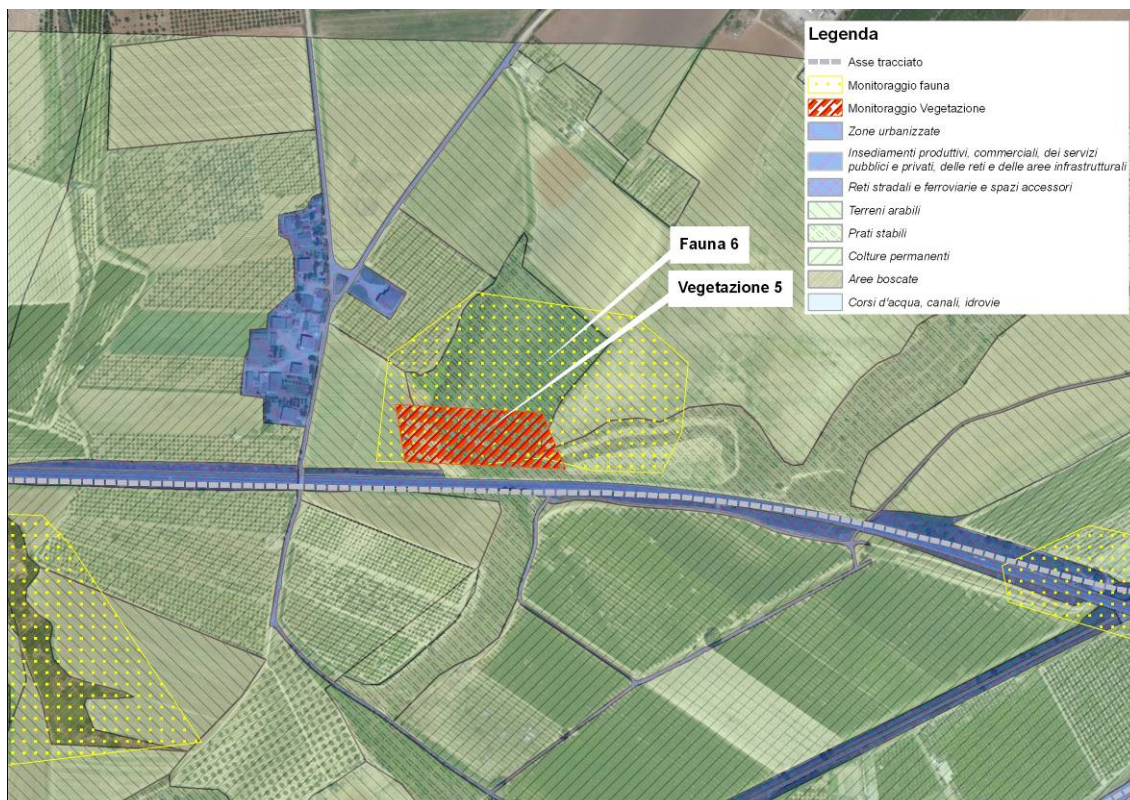 Legenda
Asse tracciato
Monitoraggio fauna
Monitoraggio Vegetazione
Zone urbanizzate
Insediamenti produttivi, commerciali, dei servizi
pubblici e privati, delle reti e delle aree infrastrutturali
Reti stradali e ferroviarie e spazi accessori
Terreni arabili
Prati stabili
Colture permanenti
Aree boscate
Corsi d'acqua, canali, idrovie
Fauna 6
Vegetazione 5